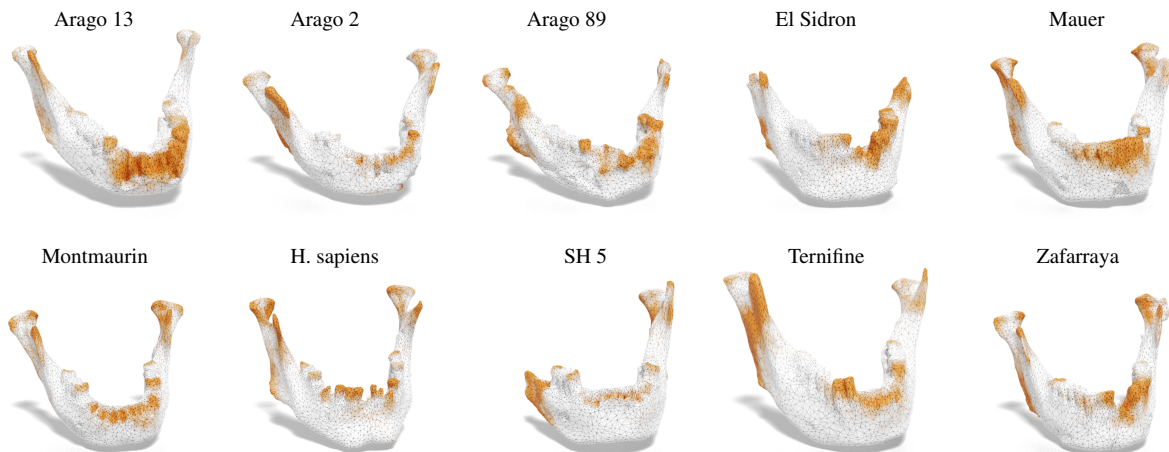 Arago 13
Arago 2
Arago 89
El Sidron
Mauer
Montmaurin
H. sapiens
SH 5
Ternifine
Zafarraya